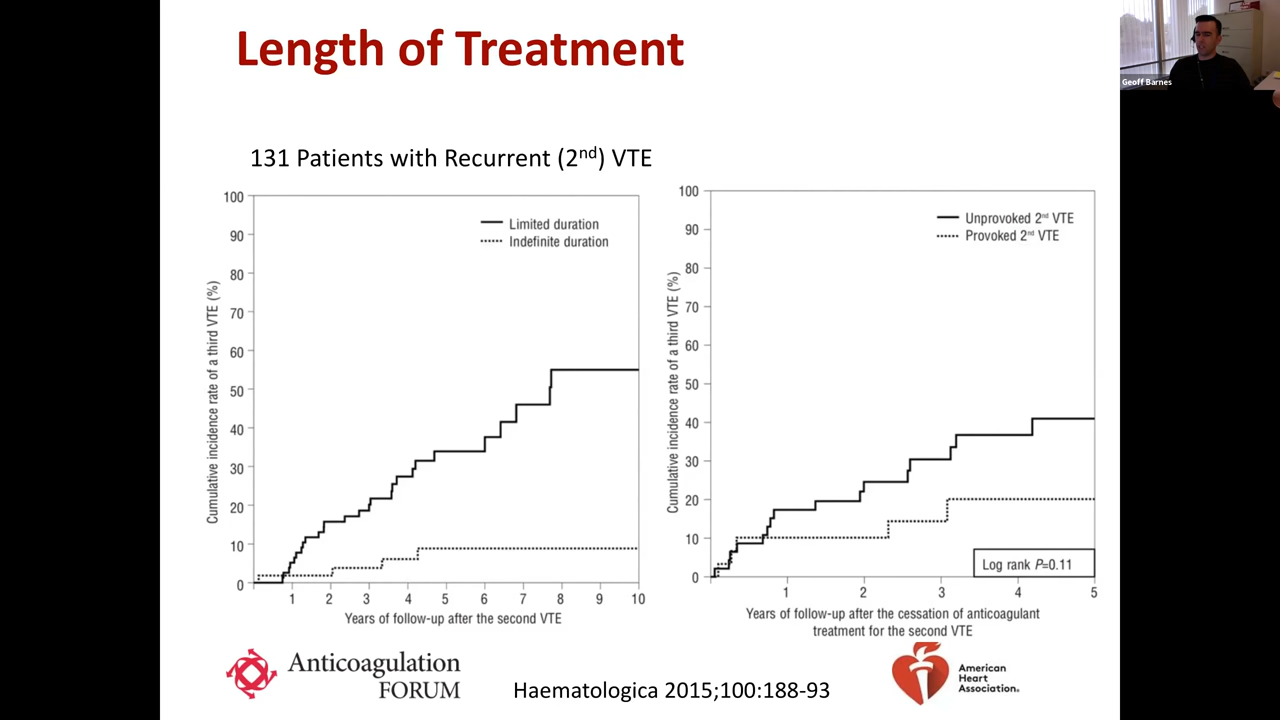 Length of Treatment
Geoff Barnes
131 Patients with Recurrent (2nd) VTE
Cumulative incidence rate of a third VTE (%)
100
90
80
70
60
50
40
30
20
10
0
Limited duration
Indefinite duration
1 2 3 4 5 6 7 8 9 10
Years of follow-up after the second VTE
Cumulative incidence rate of a third VTE (%)
100
90
80
70
60
50
40
30
20
10
0
Unprovoked 2nd VTE
Provoked 2nd VTE
Log rank P=0.11
1 2 3 4 5
Years of follow-up after the cessation of anticoagulant
treatment for the second VTE
Anticoagulation
FORUM
Haematologica 2015;100:188-93
American
Heart
Association®